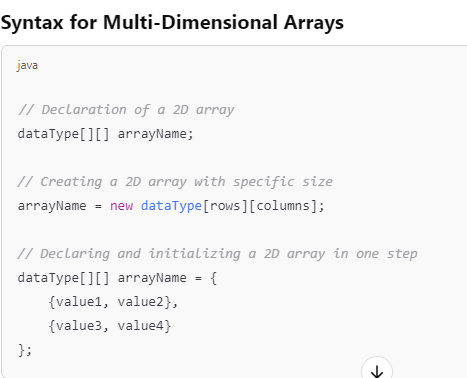 Syntax for Multi-Dimensional Arrays
java
// Declaration of a 2D array
dataType[][] arrayName;
// Creating a 2D array with specific size
arrayName = new dataType[rows][columns];
// Declaring and initializing a 2D array in one step
dataType[][] arrayName = {
    {value1, value2},
    {value3, value4}
};